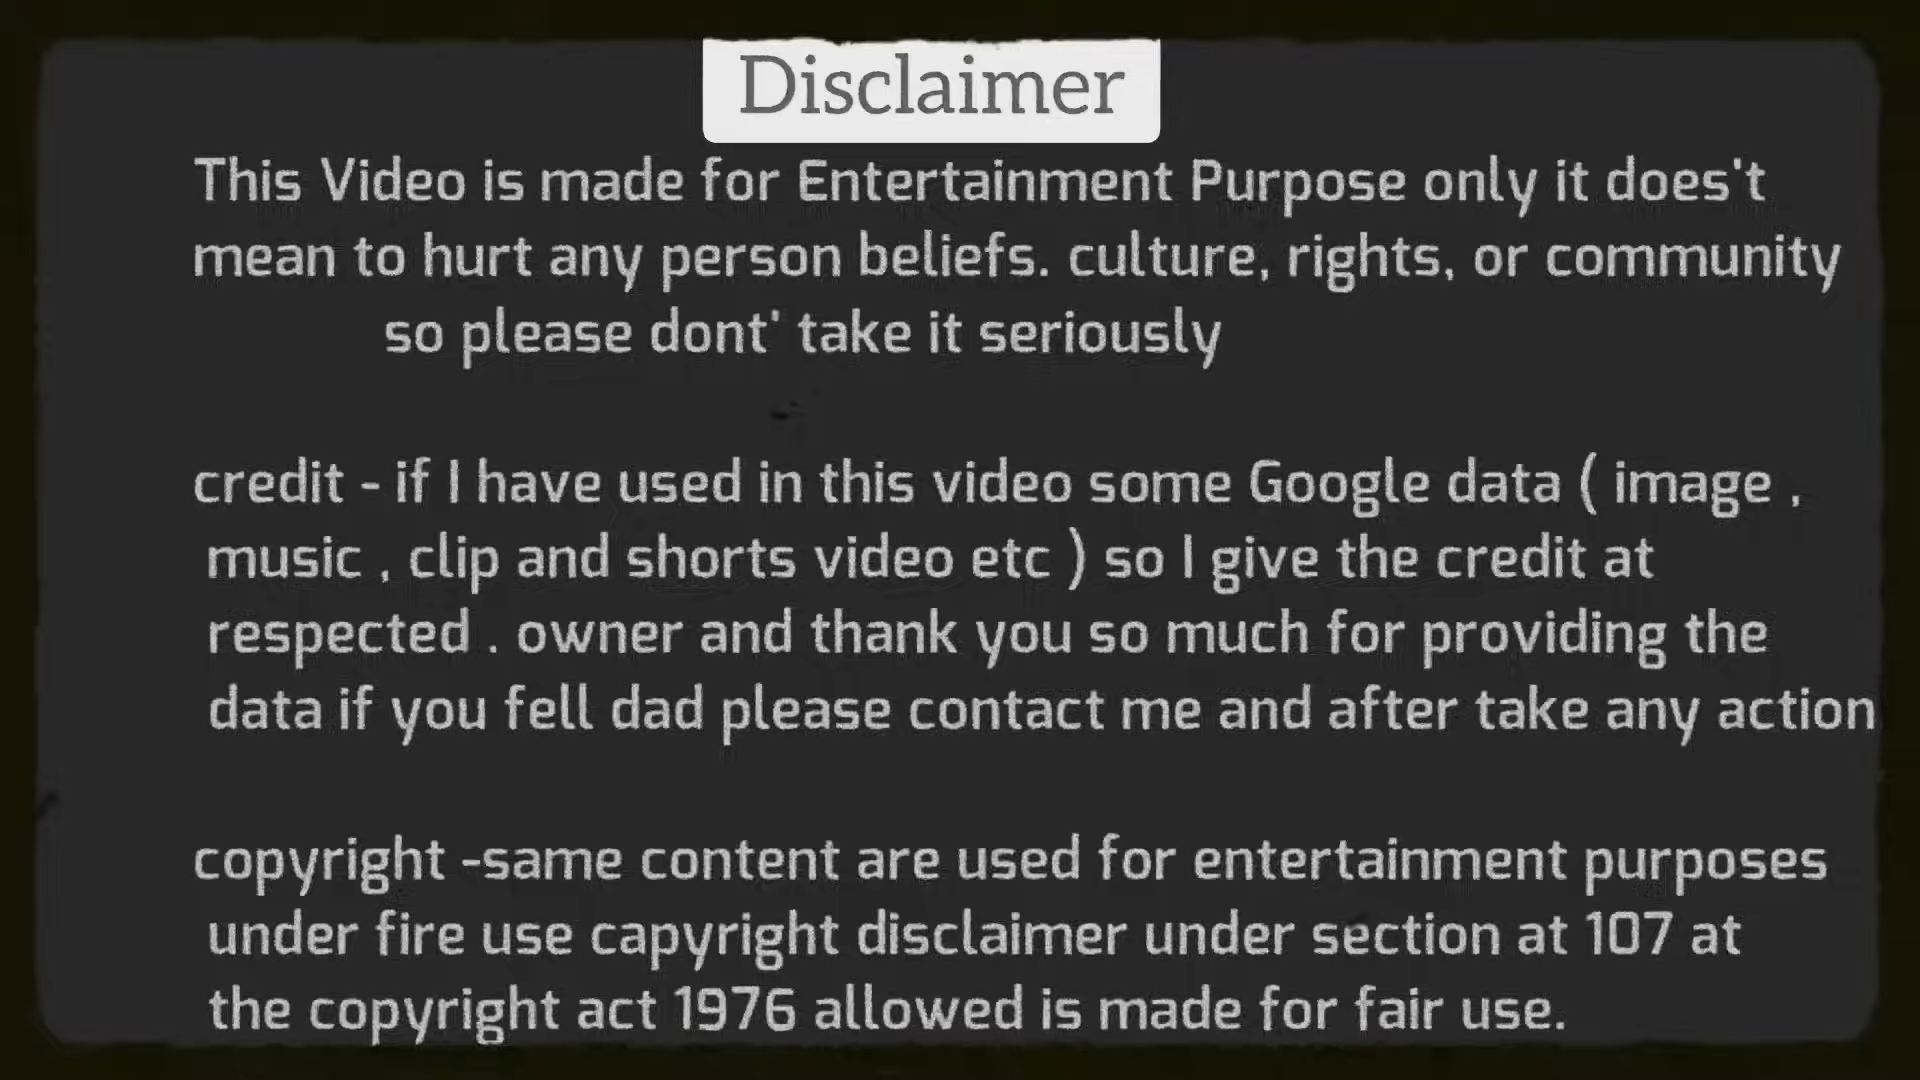 Disclaimer
This Video is made for Entertainment Purpose only it does't
mean to hurt any person beliefs. culture, rights, or community
so please dont' take it seriously
credit - if I have used in this video some Google data ( image ,
music , clip and shorts video etc ) so I give the credit at
respected . owner and thank you so much for providing the
data if you fell dad please contact me and after take any action
copyright -same content are used for entertainment purposes
under fire use capyright disclaimer under section at 107 at
the copyright act 1976 allowed is made for fair use.